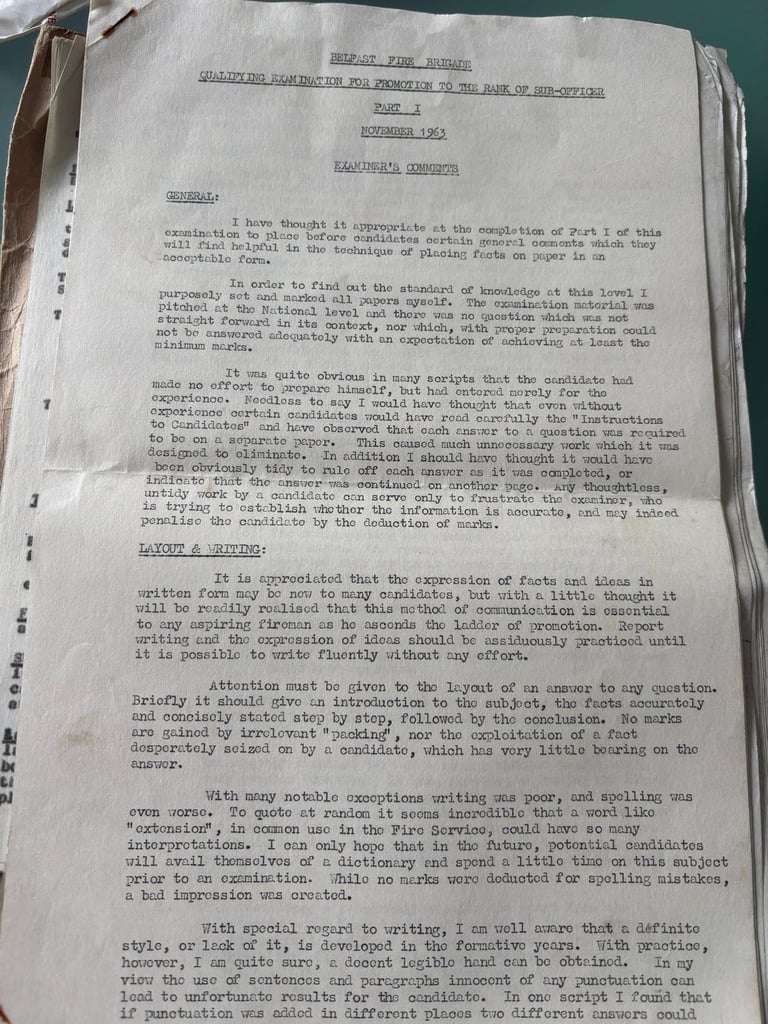 BELFAST FIRE BRIGADE
QUALIFYING EXAMINATION FOR PROMOTION TO THE RANK OF SUB-OFFICER
PART I
NOVEMBER 1963
EXAMINER'S COMMENTS
GENERAL:
I have thought it appropriate at the completion of Part I of this
examination to place before candidates certain general comments which they
will find helpful in the technique of placing facts on paper in an
acceptable form.
In order to find out the standard of knowledge at this level I
purposely set and marked all papers myself. The examination material was
pitched at the National level and there was no question which was not
straight forward in its context, nor which, with proper preparation could
not be answered adequately with an expectation of achieving at least the
minimum marks.
It was quite obvious in many scripts that the candidate had
made no effort to prepare himself, but had entered merely for the
experience. Needless to say I would have thought that even without
experience certain candidates would have read carefully the "Instructions
to Candidates" and have observed that each answer to a question was required
to be on a separate paper. This caused much unnecessary work which it was
designed to eliminate. In addition I should have thought it would have
been obviously tidy to rule off each answer as it was completed, or
indicate that the answer was continued on another page. Any thoughtless,
untidy work by a candidate can serve only to frustrate the examiner, who
is trying to establish whether the information is accurate, and may indeed
penalise the candidate by the deduction of marks.
LAYOUT & WRITING:
It is appreciated that the expression of facts and ideas in
written form may be new to many candidates, but with a little thought it
will be readily realised that this method of communication is essential
to any aspiring fireman as he ascends the ladder of promotion. Report
writing and the expression of ideas should be assiduously practiced until
it is possible to write fluently without any effort.
Attention must be given to the layout of an answer to any question.
Briefly it should give an introduction to the subject, the facts accurately
and concisely stated step by step, followed by the conclusion. No marks
are gained by irrelevant "packing", nor the exploitation of a fact
desperately seized on by a candidate, which has very little bearing on the
answer.
With many notable exceptions writing was poor, and spelling was
even worse. To quote at random it seems incredible that a word like
"extension", in common use in the Fire Service, could have so many
interpretations. I can only hope that in the future, potential candidates
will avail themselves of a dictionary and spend a little time on this subject
prior to an examination. While no marks were deducted for spelling mistakes,
a bad impression was created.
With special regard to writing, I am well aware that a definite
style, or lack of it, is developed in the formative years. With practice,
however, I am quite sure, a decent legible hand can be obtained. In my
view the use of sentences and paragraphs innocent of any punctuation can
lead to unfortunate results for the candidate. In one script I found that
if punctuation was added in different places two different answers could